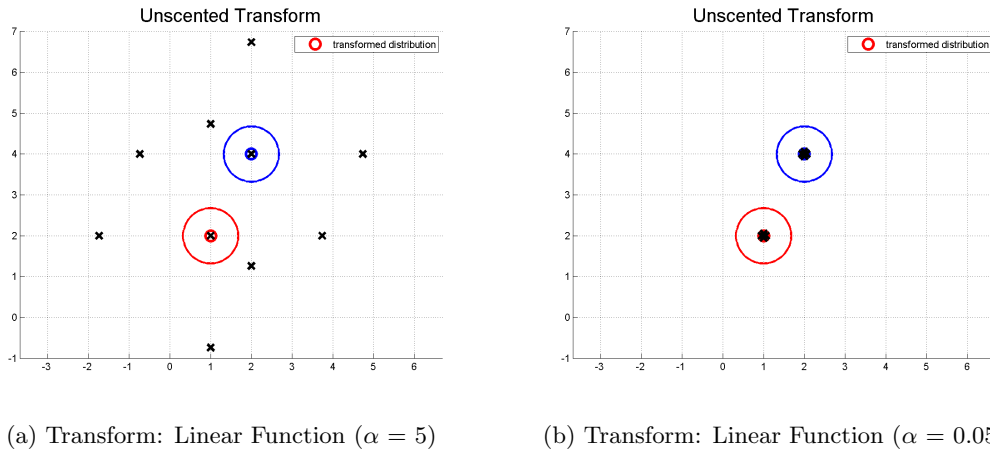 Unscented Transform
transformed distribution
7
6
5
4
3
2
1
0
-1
-3 -2 -1 0 1 2 3 4 5 6
(a) Transform: Linear Function (α = 5)
Unscented Transform
transformed distribution
7
6
5
4
3
2
1
0
-1
-3 -2 -1 0 1 2 3 4 5 6
(b) Transform: Linear Function (α = 0.05